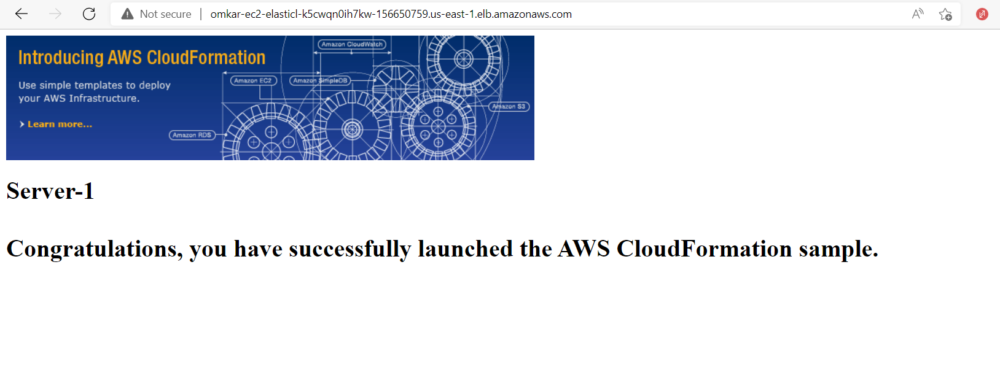 Not secure | omkar-ec2-elasticl-k5cwqn0ih7kw-156650759.us-east-1.elb.amazonaws.com
Introducing AWS CloudFormation
Use simple templates to deploy
your AWS Infrastructure.
Learn more...
Amazon CloudWatch
Amazon EC2
Amazon SimpleDB
Amazon S3
Amazon RDS
Server-1
Congratulations, you have successfully launched the AWS CloudFormation sample.